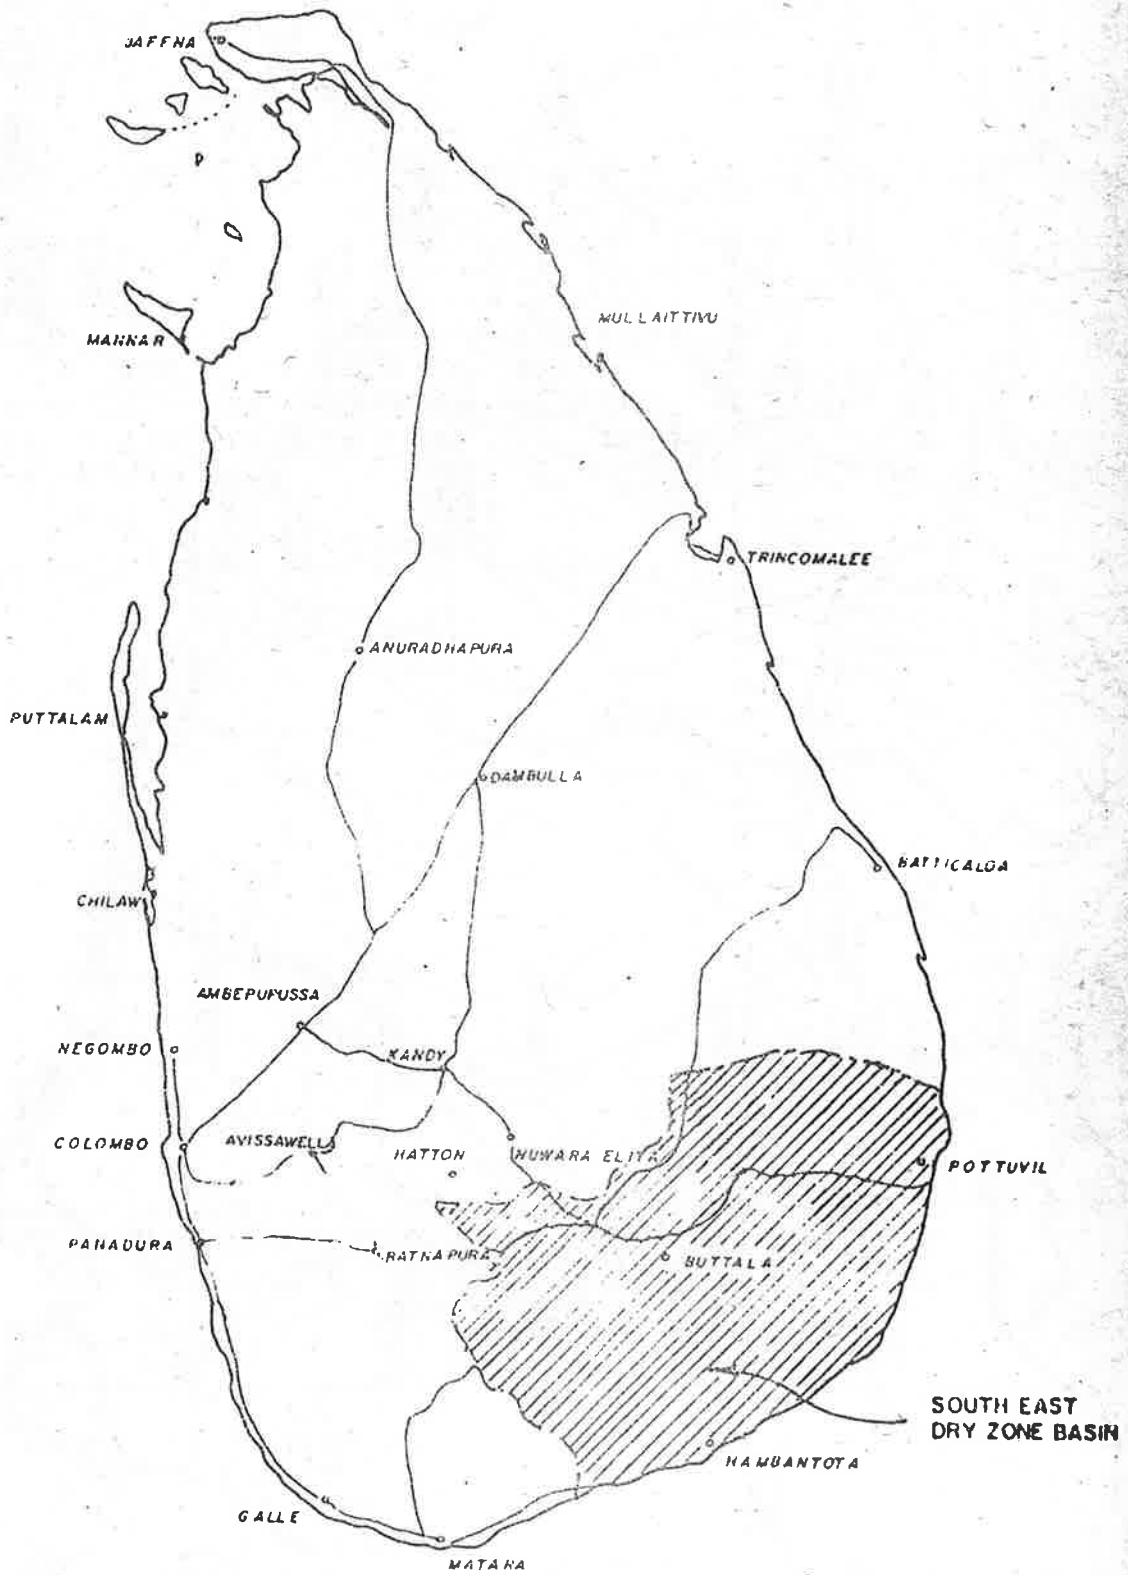 JAFFNA
MULLAITTIVU
MANNAR
TRINCOMALEE
ANURADHAPURA
PUTTALAM
DAMBULLA
BATTICALOA
CHILAW
AMBEPUPUSSA
NEGOMBO
KANDY
COLOMBO
AVISSAWELLA
HATTON
NUWARA ELIYA
POTTUVIL
PANADURA
RATNAPURA
BUTTALA
SOUTH EAST
DRY ZONE BASIN
HAMBANTOTA
GALLE
MATARA